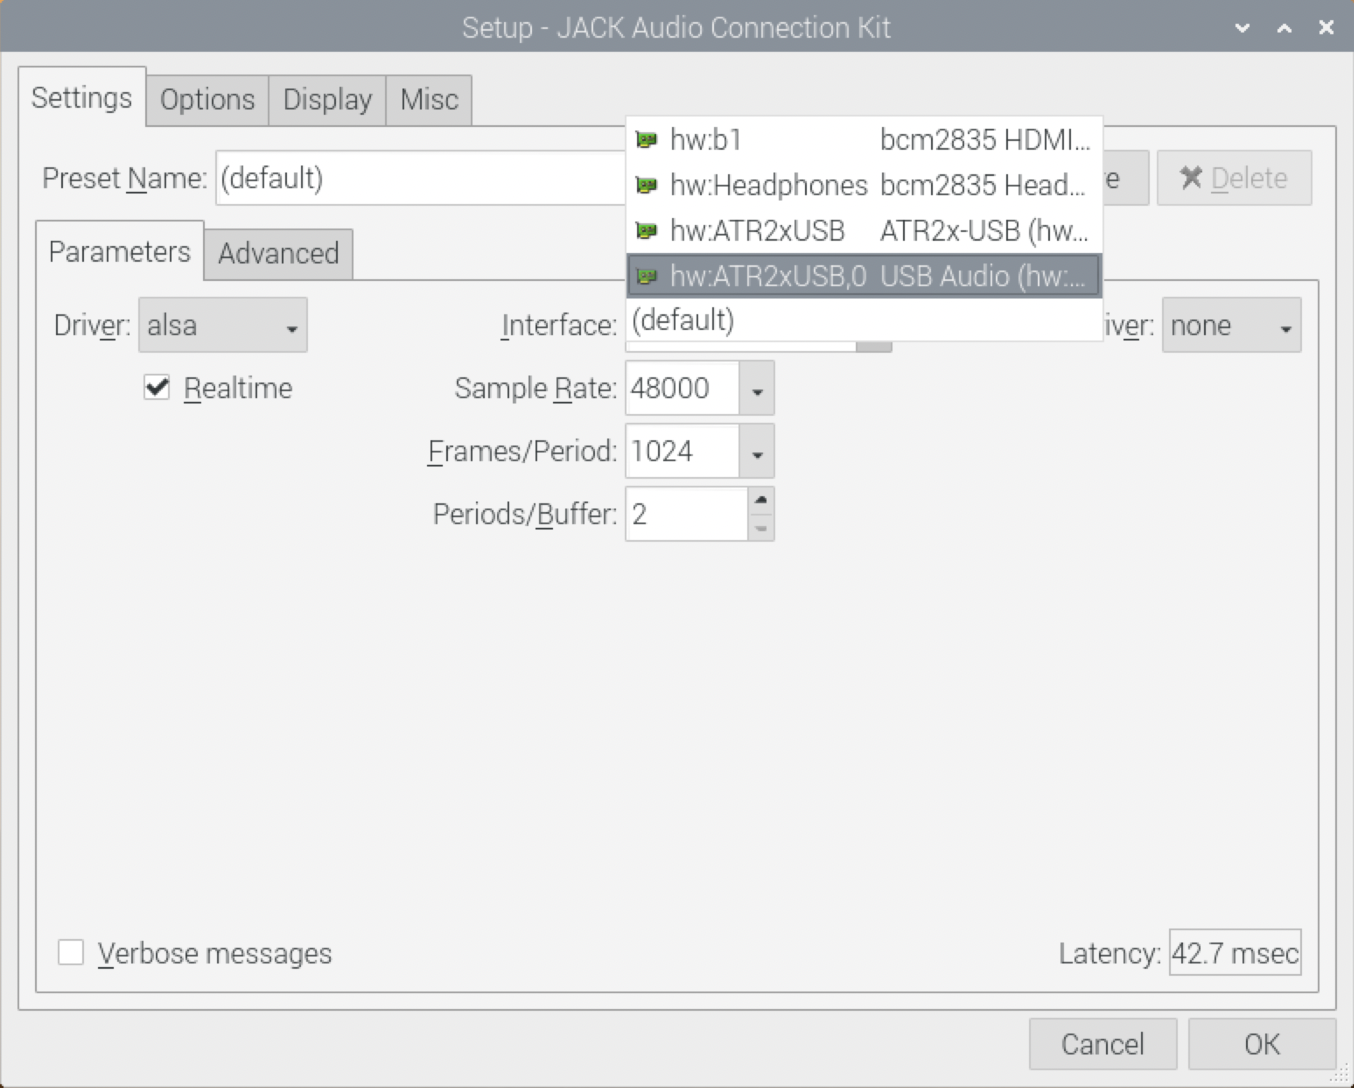 Setup - JACK Audio Connection Kit
Settings Options Display Misc
hw:b1 bcm2835 HDMI...
Preset Name: (default) Delete
hw:Headphones bcm2835 Head...
hw:ATR2xUSB ATR2x-USB (hw...
Parameters Advanced
hw:ATR2xUSB,0 USB Audio (hw:...
Driver: alsa Interface: (default) iver: none
Realtime Sample Rate: 48000
Frames/Period: 1024
Periods/Buffer: 2
Verbose messages Latency: 42.7 msec
Cancel OK